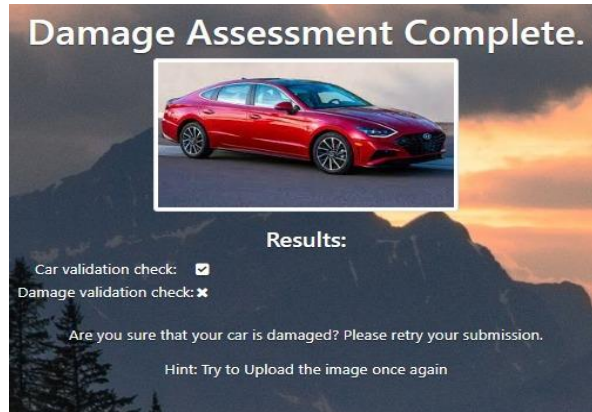 Damage Assessment Complete.
Results:
Car validation check:
Damage validation check:
Are you sure that your car is damaged? Please retry your submission.
Hint: Try to Upload the image once again